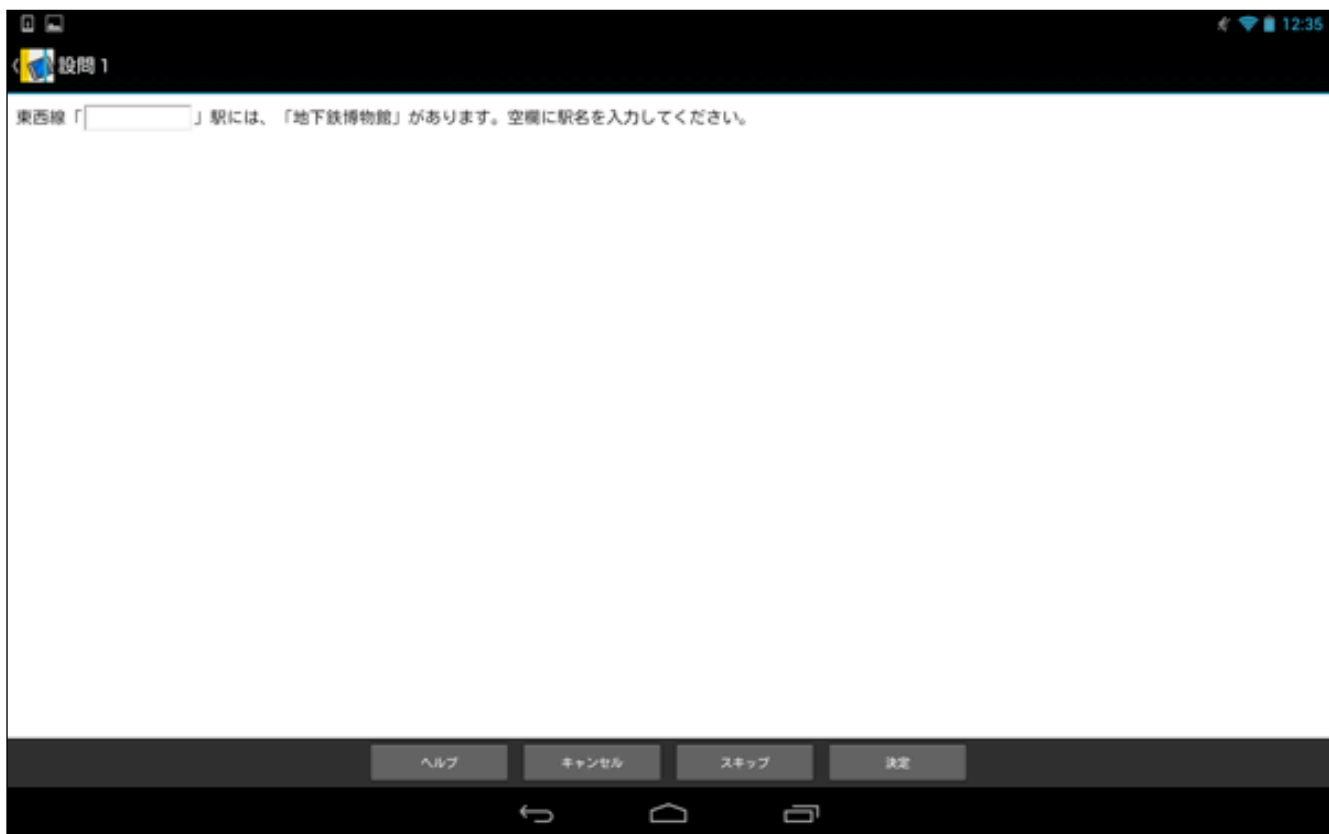 12:35
設問 1
東西線「 」駅には、「地下鉄博物館」があります。空欄に駅名を入力してください。
ヘルプ
キャンセル
スキップ
決定